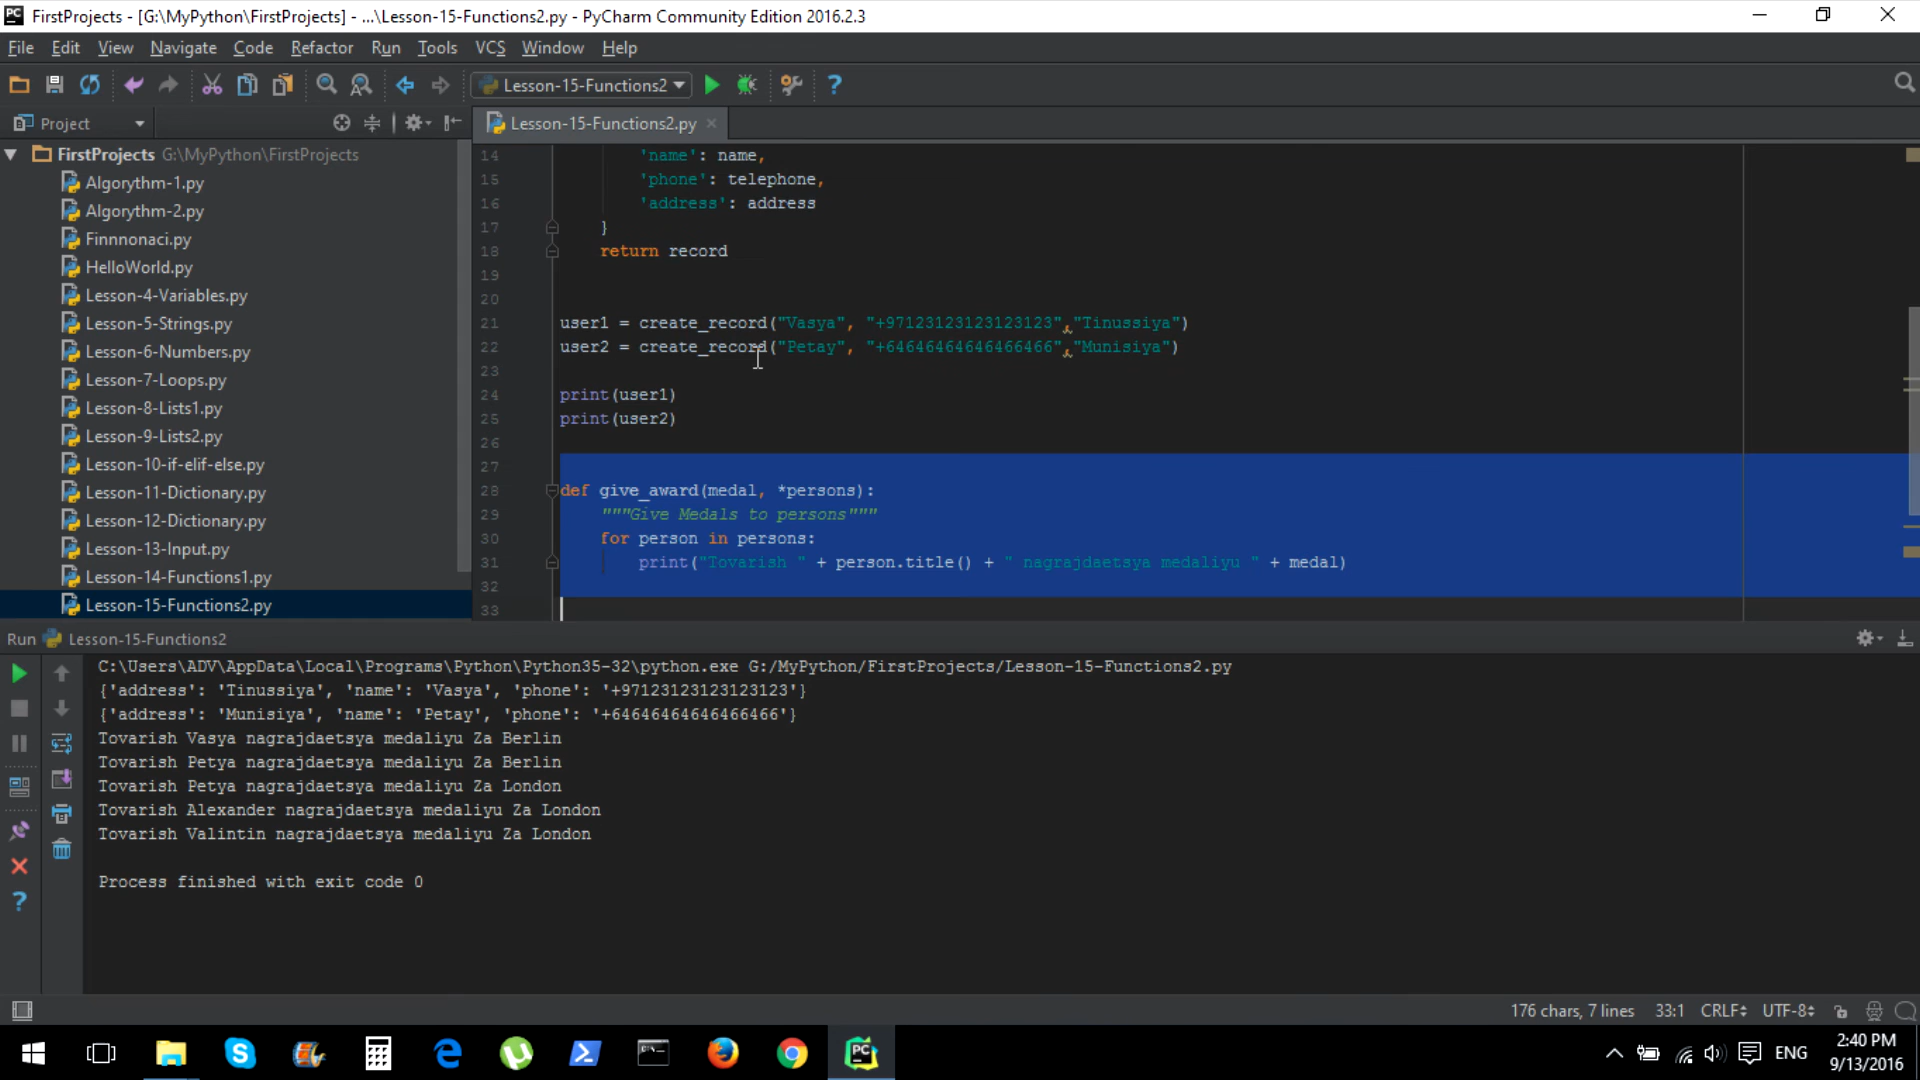 FirstProjects - [G:\MyPython\FirstProjects] - ...\Lesson-15-Functions2.py - PyCharm Community Edition 2016.2.3
File Edit View Navigate Code Refactor Run Tools VCS Window Help
Lesson-15-Functions2
Project
Lesson-15-Functions2.py
FirstProjects G:\MyPython\FirstProjects
Algorythm-1.py
Algorythm-2.py
Finnnonaci.py
HelloWorld.py
Lesson-4-Variables.py
Lesson-5-Strings.py
Lesson-6-Numbers.py
Lesson-7-Loops.py
Lesson-8-Lists1.py
Lesson-9-Lists2.py
Lesson-10-if-elif-else.py
Lesson-11-Dictionary.py
Lesson-12-Dictionary.py
Lesson-13-Input.py
Lesson-14-Functions1.py
Lesson-15-Functions2.py
14 'name': name,
15 'phone': telephone,
16 'address': address
17 }
18 return record
19
20
21 user1 = create_record("Vasya", "+97123123123123123","Tinussiya")
22 user2 = create_record("Petay", "+64646464646466466","Munisiya")
23
24 print(user1)
25 print(user2)
26
27
28 def give_award(medal, *persons):
29 """Give Medals to persons"""
30 for person in persons:
31 print("Tovarish " + person.title() + " nagrajdaetsya medaliyu " + medal)
32
33
Run Lesson-15-Functions2
C:\Users\ADV\AppData\Local\Programs\Python\Python35-32\python.exe G:/MyPython/FirstProjects/Lesson-15-Functions2.py
{'address': 'Tinussiya', 'name': 'Vasya', 'phone': '+97123123123123123'}
{'address': 'Munisiya', 'name': 'Petay', 'phone': '+64646464646466466'}
Tovarish Vasya nagrajdaetsya medaliyu Za Berlin
Tovarish Petya nagrajdaetsya medaliyu Za Berlin
Tovarish Petya nagrajdaetsya medaliyu Za London
Tovarish Alexander nagrajdaetsya medaliyu Za London
Tovarish Valintin nagrajdaetsya medaliyu Za London
Process finished with exit code 0
176 chars, 7 lines 33:1 CRLF UTF-8
ENG
2:40 PM
9/13/2016